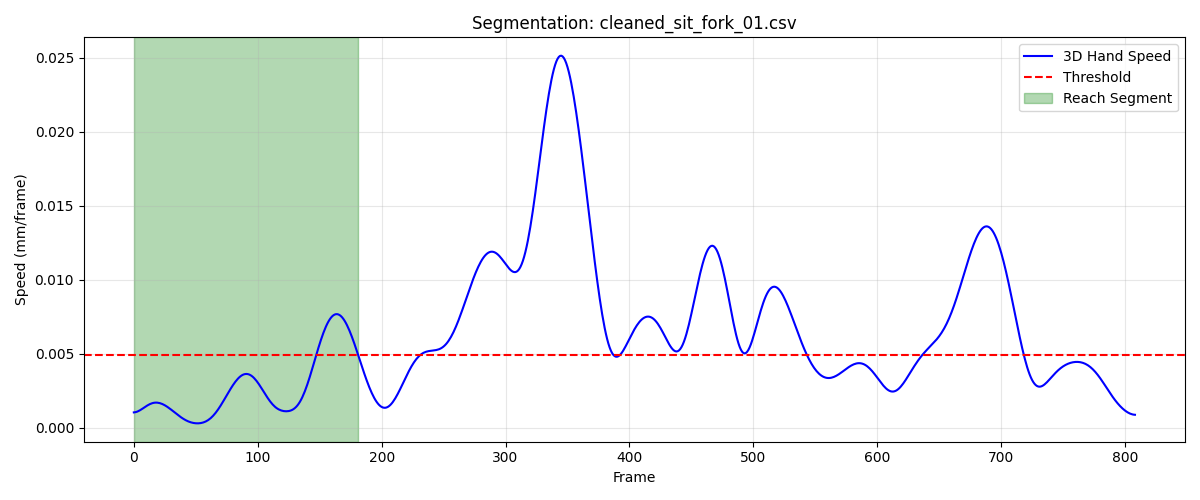 Segmentation: cleaned_sit_fork_01.csv
3D Hand Speed
Threshold
Reach Segment
Speed (mm/frame)
0.025
0.020
0.015
0.010
0.005
0.000
0 100 200 300 400 500 600 700 800
Frame